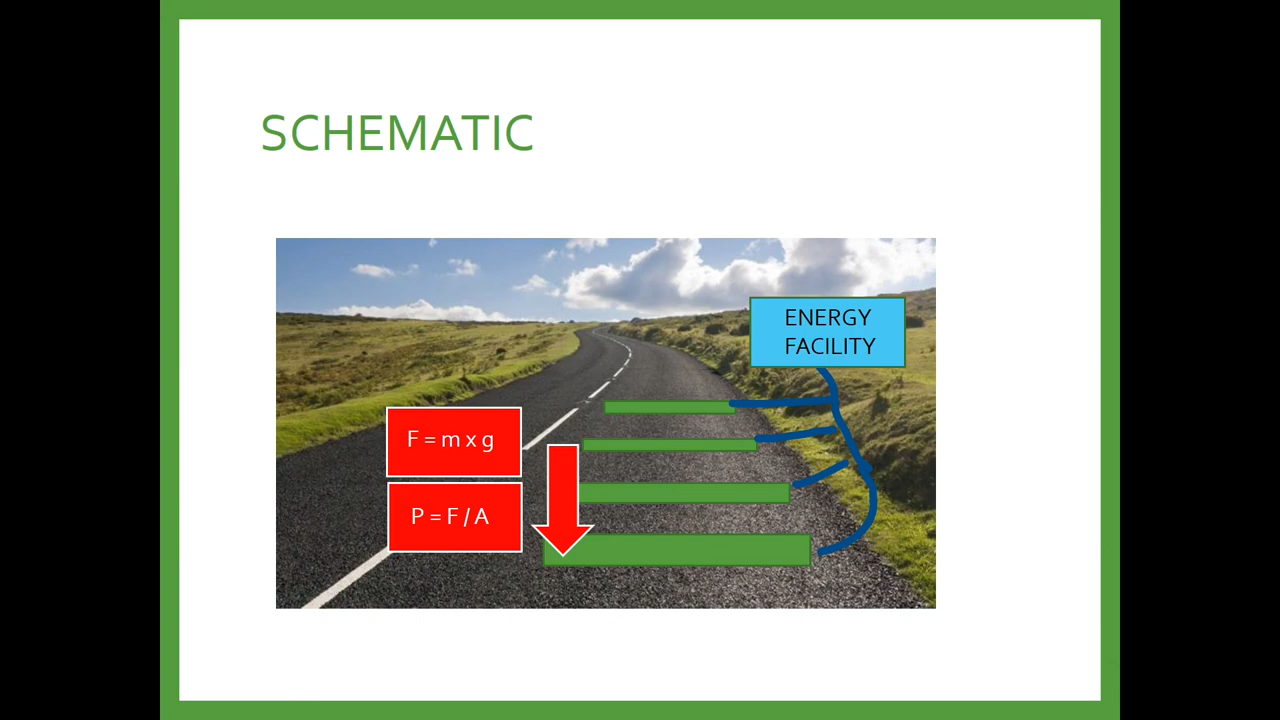 SCHEMATIC
ENERGY
FACILITY
F = m x g
P = F / A